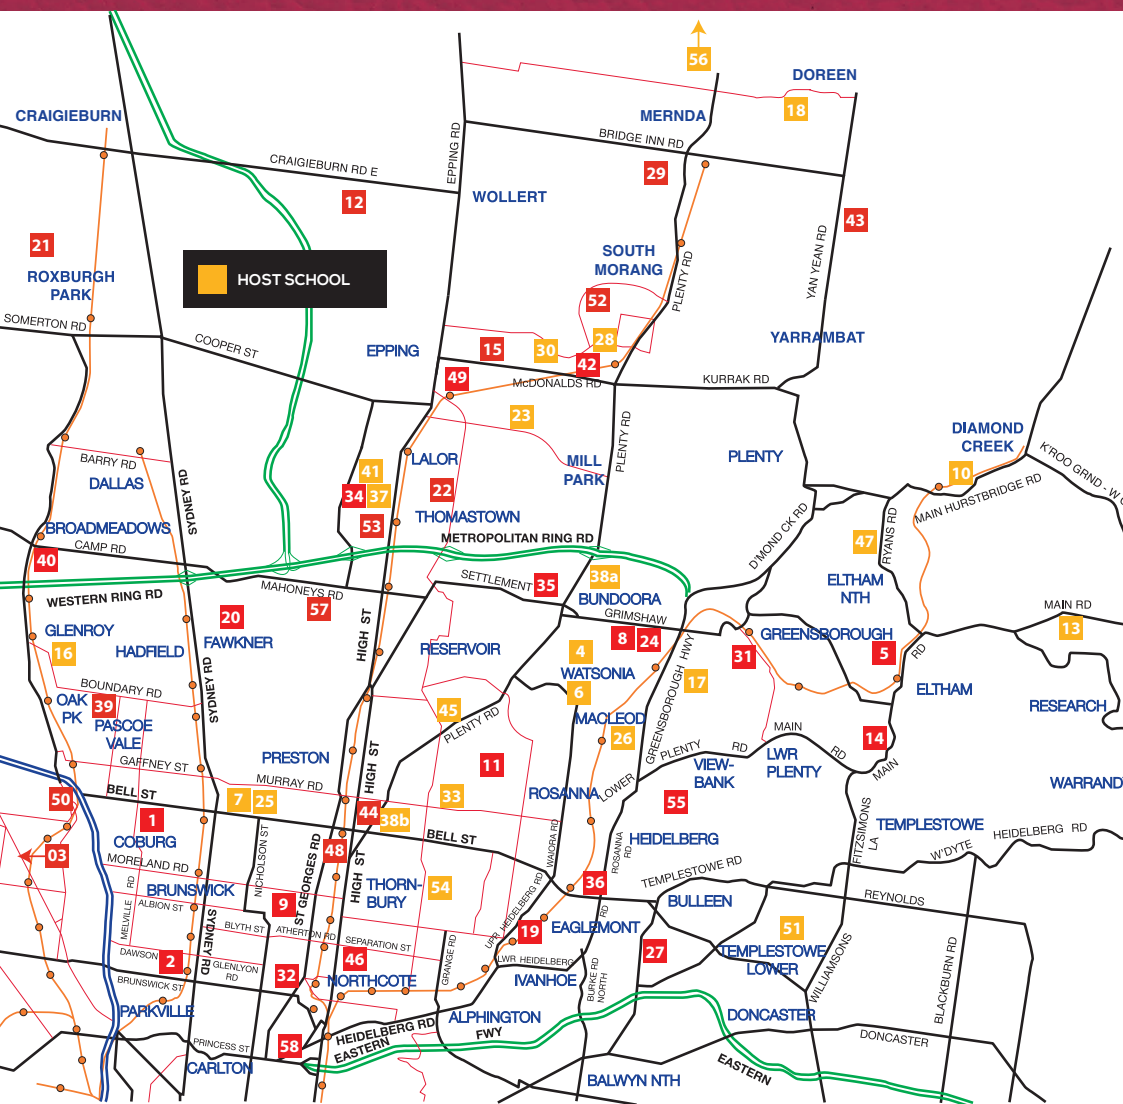 56
DOREEN
18
CRAIGIEBURN
MERNDA
BRIDGE INN RD
EPPING RD
CRAIGIEBURN RD E
29
12
WOLLERT
43
21
ROXBURGH
PARK
HOST SCHOOL
SOUTH
MORANG
PLENTY RD
YAN YEAN RD
52
SOMERTON RD
COOPER ST
EPPING
15
30
28
42
YARRAMBAT
49
McDONALDS RD
KURRAK RD
23
PLENTY RD
DIAMOND
CREEK
K'ROO GRND - W
BARRY RD
DALLAS
SYDNEY RD
41
LALOR
MILL
PARK
PLENTY
10
MAIN HURSTBRIDGE RD
34
37
22
53
THOMASTOWN
BROADMEADOWS
CAMP RD
40
METROPOLITAN RING RD
D'MOND CK RD
47
RYANS RD
ELTHAM
NTH
WESTERN RING RD
MAHONEYS RD
57
SETTLEMENT
35
38a
BUNDOORA
GRIMSHAW
MAIN RD
13
20
FAWKNER
GLENROY
16
HADFIELD
HIGH ST
RESERVOIR
8
24
4
WATSONIA
6
GREENSBOROUGH HWY
17
GREENSBOROUGH
31
5
RD
ELTHAM
BOUNDARY RD
OAK
PK
39
PASCOE
VALE
SYDNEY RD
45
PLENTY RD
MACLEOD
26
RESEARCH
GAFFNEY ST
PRESTON
HIGH ST
11
PLENTY
RD
MAIN
RD
14
MAIN
VIEW-
BANK
LWR
PLENTY
WARRAND
MURRAY RD
50
BELL ST
7
25
33
ROSANNA
LOWER
55
44
38b
1
COBURG
BELL ST
WAIORA RD
ROSANNA
RD
HEIDELBERG
FITZSIMONS
LA
TEMPLESTOWE
HEIDELBERG RD
03
MORELAND RD
NICHOLSON ST
48
ST GEORGES RD
HIGH ST
W'DYTE
BRUNSWICK
MELVILLE RD
ALBION ST
THORN-
BURY
54
UPR HEIDELBERG RD
36
TEMPLESTOWE RD
BULLEEN
REYNOLDS
9
SYDNEY RD
BLYTH ST
ATHERTON RD
SEPARATION ST
GRANGE RD
19
EAGLEMONT
RD
51
TEMPLESTOWE
LOWER
DAWSON
2
GLENLYON
RD
32
46
NORTHCOTE
LWR HEIDELBERG
27
WILLIAMSONS
BLACKBURN RD
BRUNSWICK ST
IVANHOE
BURKE RD
NORTH
PARKVILLE
ALPHINGTON
DONCASTER
HEIDELBERG RD
FWY
DONCASTER
PRINCESS ST
58
EASTERN
CARLTON
BALWYN NTH
EASTERN